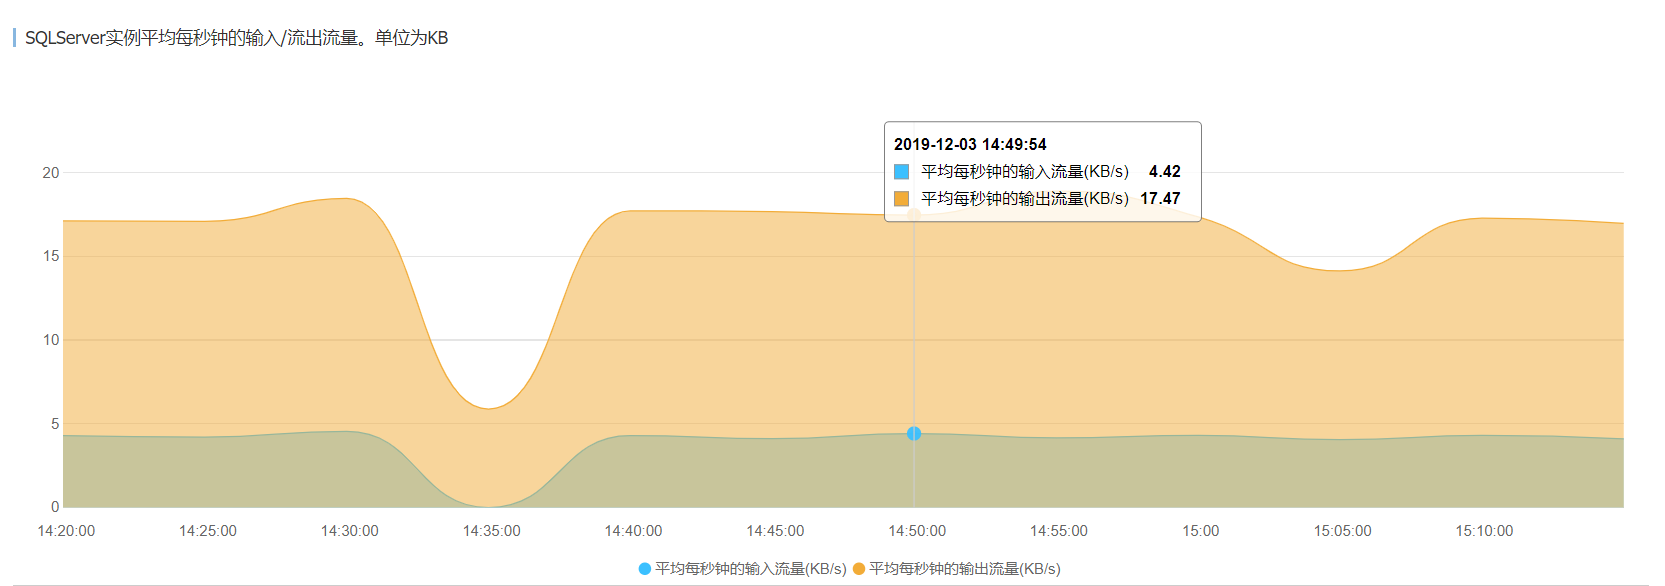 SQLServer实例平均每秒钟的输入/流出流量。单位为KB
2019-12-03 14:49:54
平均每秒钟的输入流量(KB/s) 4.42
平均每秒钟的输出流量(KB/s) 17.47
20
15
10
5
0
14:20:00 14:25:00 14:30:00 14:35:00 14:40:00 14:45:00 14:50:00 14:55:00 15:00:00 15:05:00 15:10:00
平均每秒钟的输入流量(KB/s) 平均每秒钟的输出流量(KB/s)